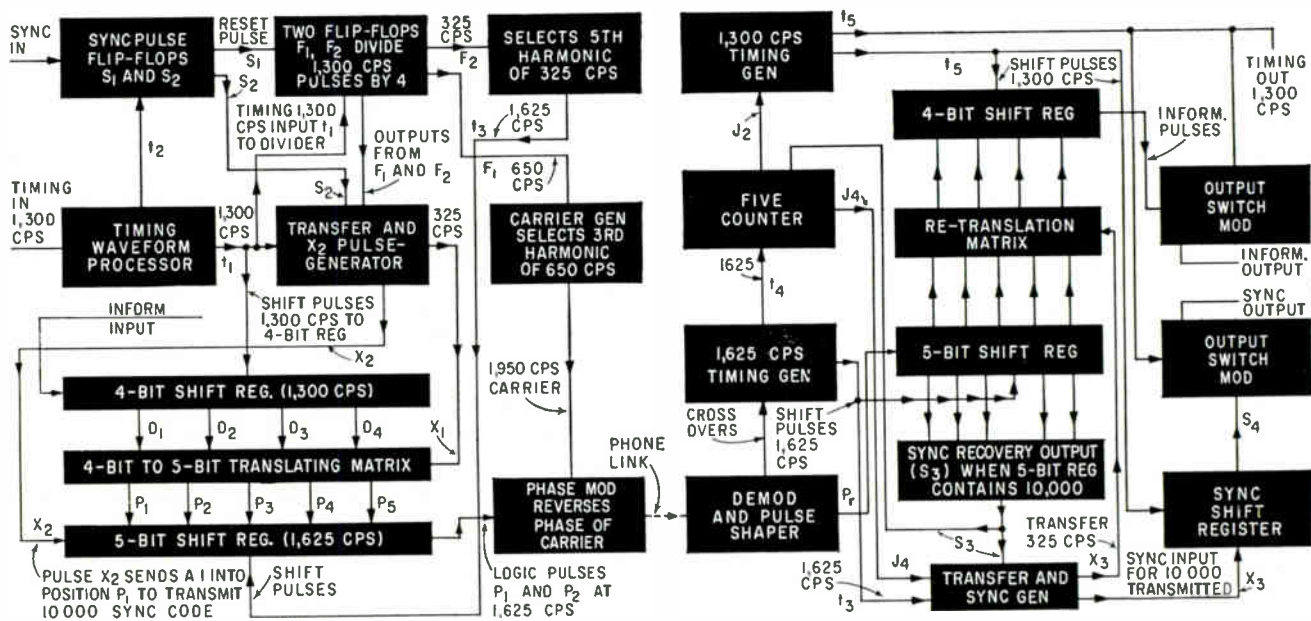 SYNC
IN
SYNC PULSE
FLIP-FLOPS
S1 AND S2
RESET
PULSE
S1
S2
TWO FLIP-FLOPS
F1, F2 DIVIDE
1,300 CPS
PULSES BY 4
325
CPS
F2
SELECTS 5TH
HARMONIC
OF 325 CPS
1,625
CPS
t3
t2
TIMING 1,300
CPS INPUT t1
TO DIVIDER
OUTPUTS
FROM
F1 AND F2
F1
650
CPS
S2
TIMING
IN
1,300
CPS
TIMING
WAVEFORM
PROCESSOR
1,300
CPS
t1
TRANSFER AND
X2 PULSE-
GENERATOR
325
CPS
CARRIER GEN
SELECTS 3RD
HARMONIC
OF 650 CPS
INFORM
INPUT
SHIFT PULSES
1,300 CPS TO
4-BIT REG
X2
1,950 CPS
CARRIER
4-BIT SHIFT REG. (1,300 CPS)
D1
D2
D3
D4
X1
4-BIT TO 5-BIT TRANSLATING MATRIX
P1
P2
P3
P4
P5
X2
5-BIT SHIFT REG. (1,625 CPS)
PHASE MOD
REVERSES
PHASE OF
CARRIER
PHONE
LINK
PULSE X2 SENDS A 1 INTO
POSITION P1 TO TRANSMIT
10000 SYNC CODE
SHIFT
PULSES
LOGIC PULSES
P1 AND P2 AT
1,625 CPS
1,300 CPS
TIMING GEN
t5
t5
SHIFT PULSES
1,300 CPS
TIMING
OUT
1,300
CPS
J2
4-BIT SHIFT REG
INFORM.
PULSES
FIVE
COUNTER
J4
RE-TRANSLATION
MATRIX
OUTPUT
SWITCH
MOD
INFORM.
OUTPUT
1625
t4
SYNC
OUTPUT
1,625 CPS
TIMING GEN
5-BIT SHIFT REG
OUTPUT
SWITCH
MOD
CROSS
OVERS
SHIFT
PULSES
1,625
CPS
S4
SYNC RECOVERY OUTPUT
(S3) WHEN 5-BIT REG
CONTAINS 10,000
DEMOD
AND PULSE
SHAPER
Pr
SYNC
SHIFT
REGISTER
S3
TRANSFER
325 CPS
1,625
CPS
t3
J4
TRANSFER AND
SYNC GEN
X3
SYNC INPUT
FOR 10 000
TRANSMITTED
X3